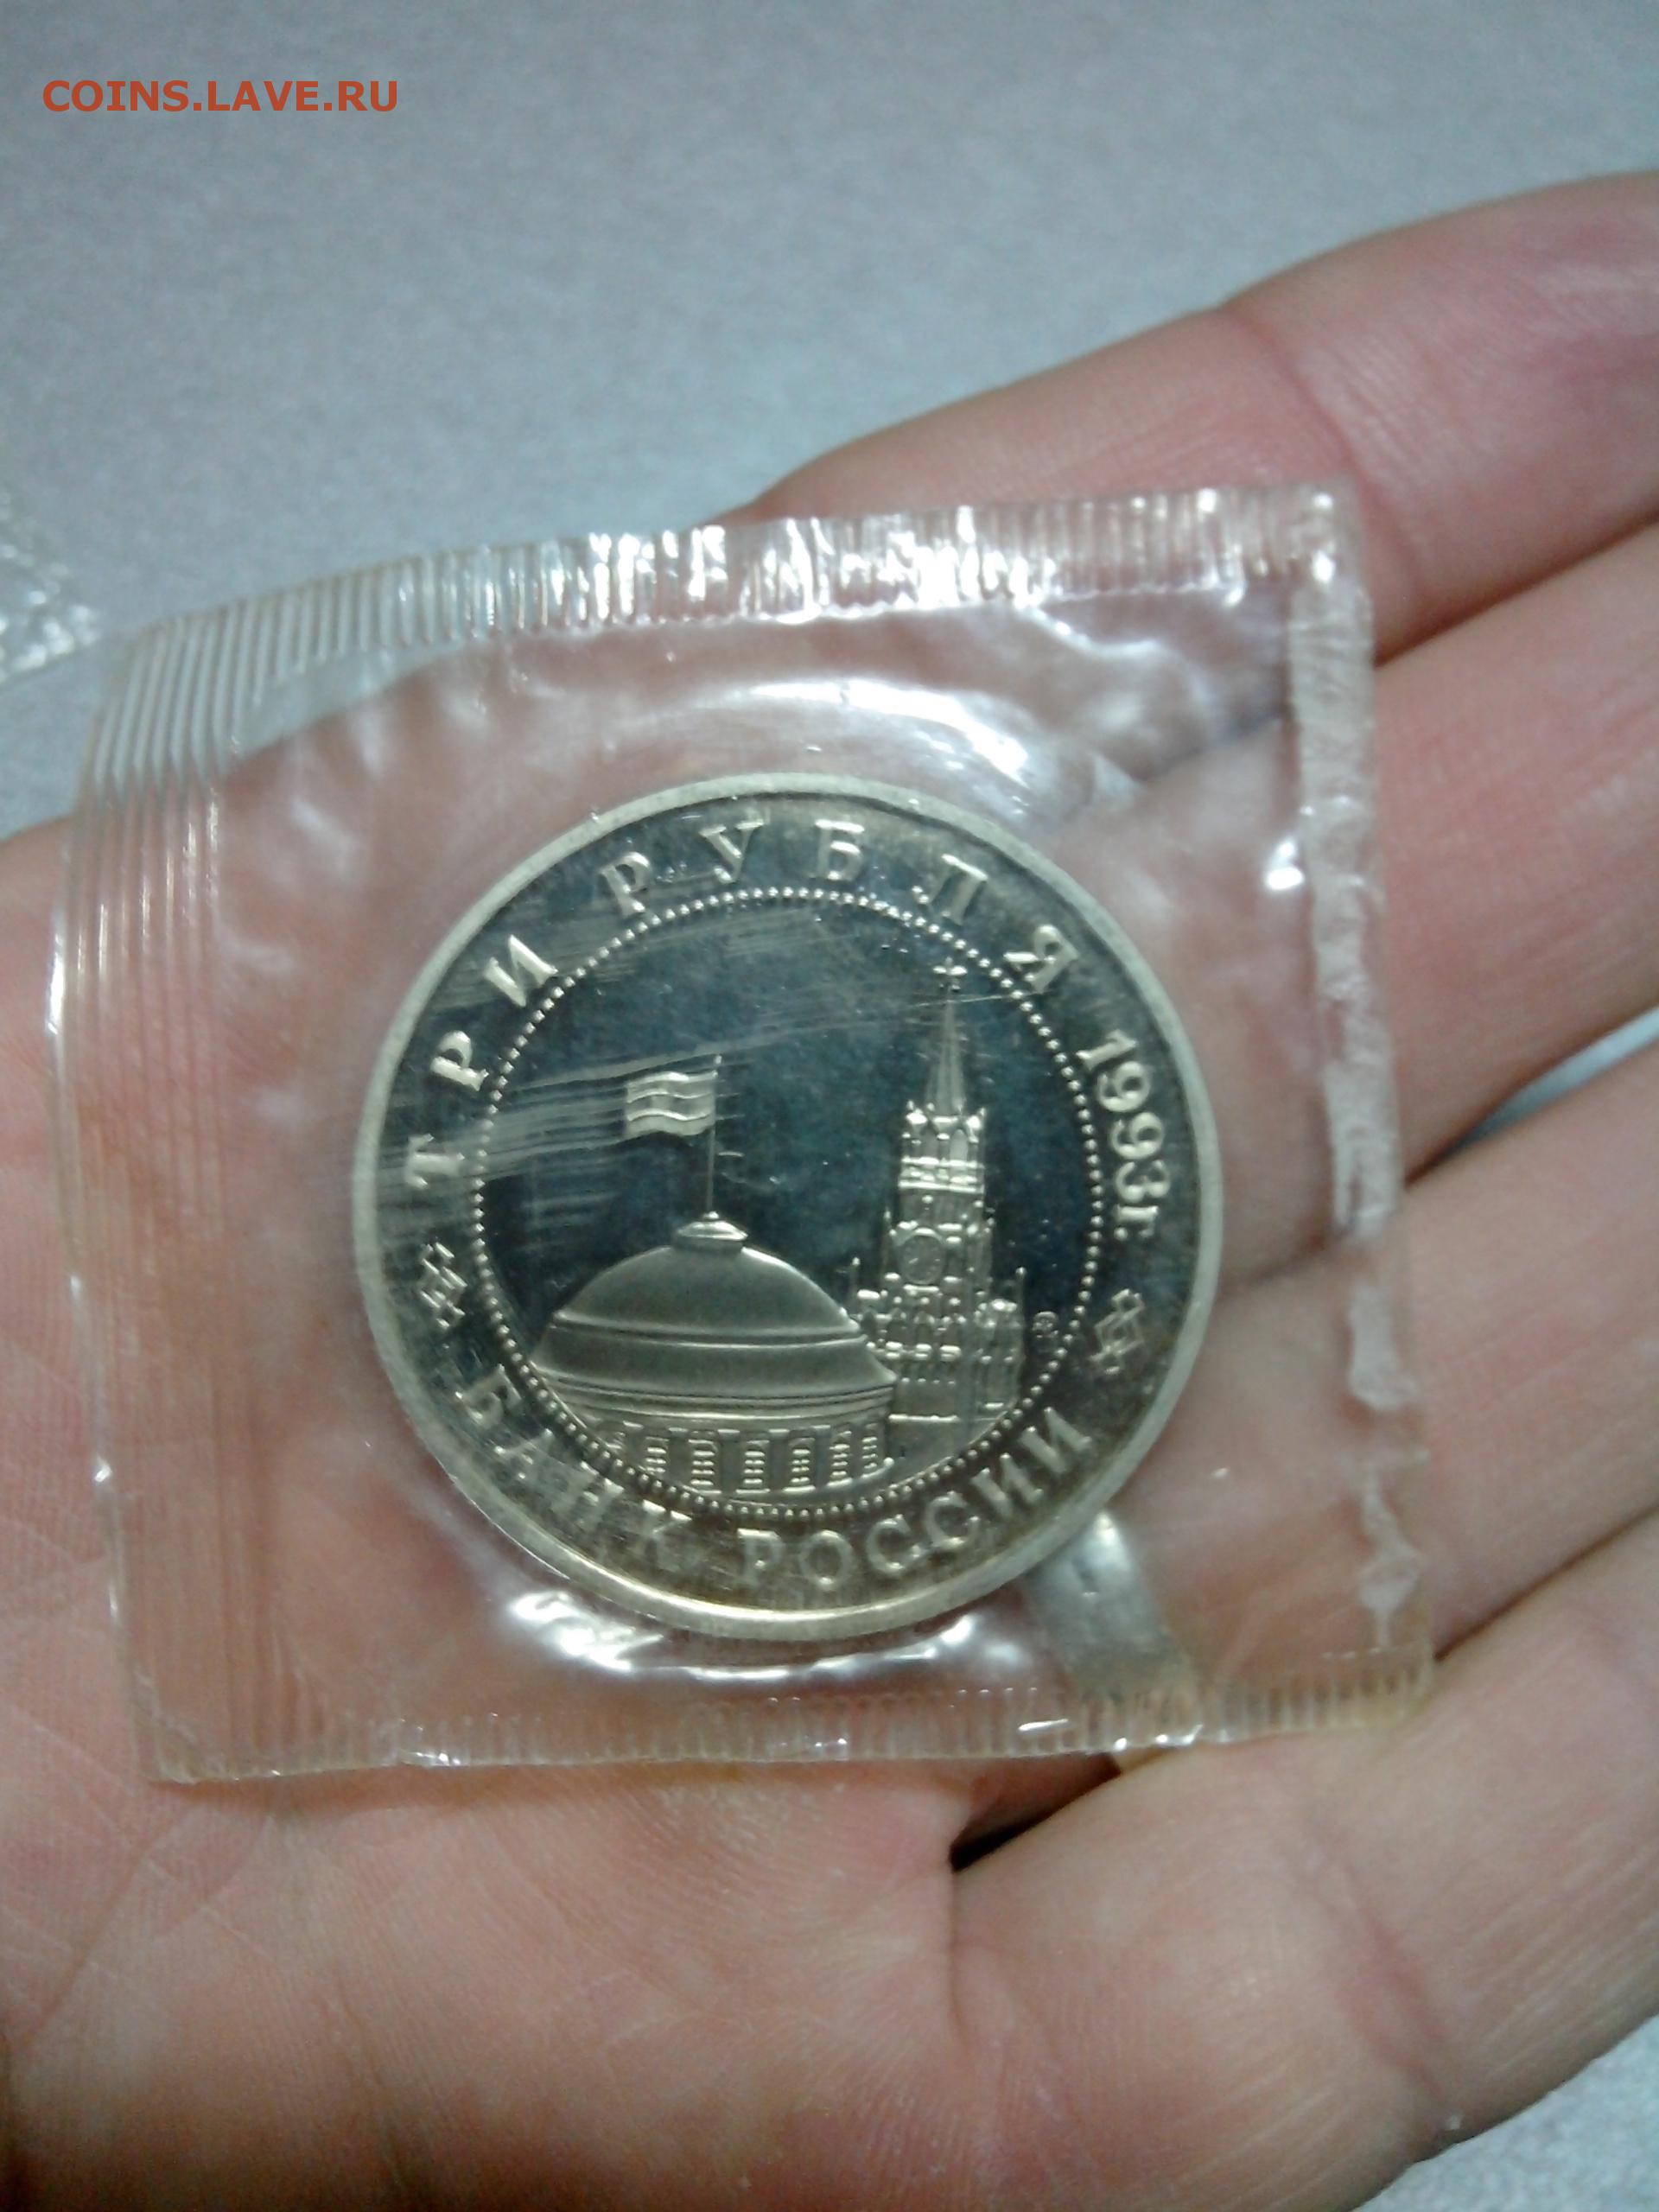 COINS.LAVE.RU
ТРИ РУБЛЯ 1993г.
БАНК РОССИИ